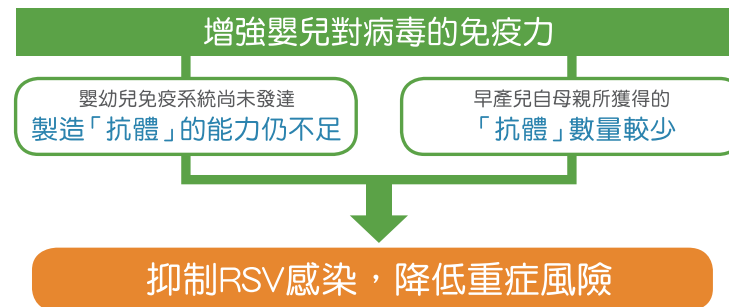 增強嬰兒對病毒的免疫力
嬰幼兒免疫系統尚未發達
製造「抗體」的能力仍不足
早產兒自母親所獲得的
「抗體」數量較少
抑制RSV感染，降低重症風險